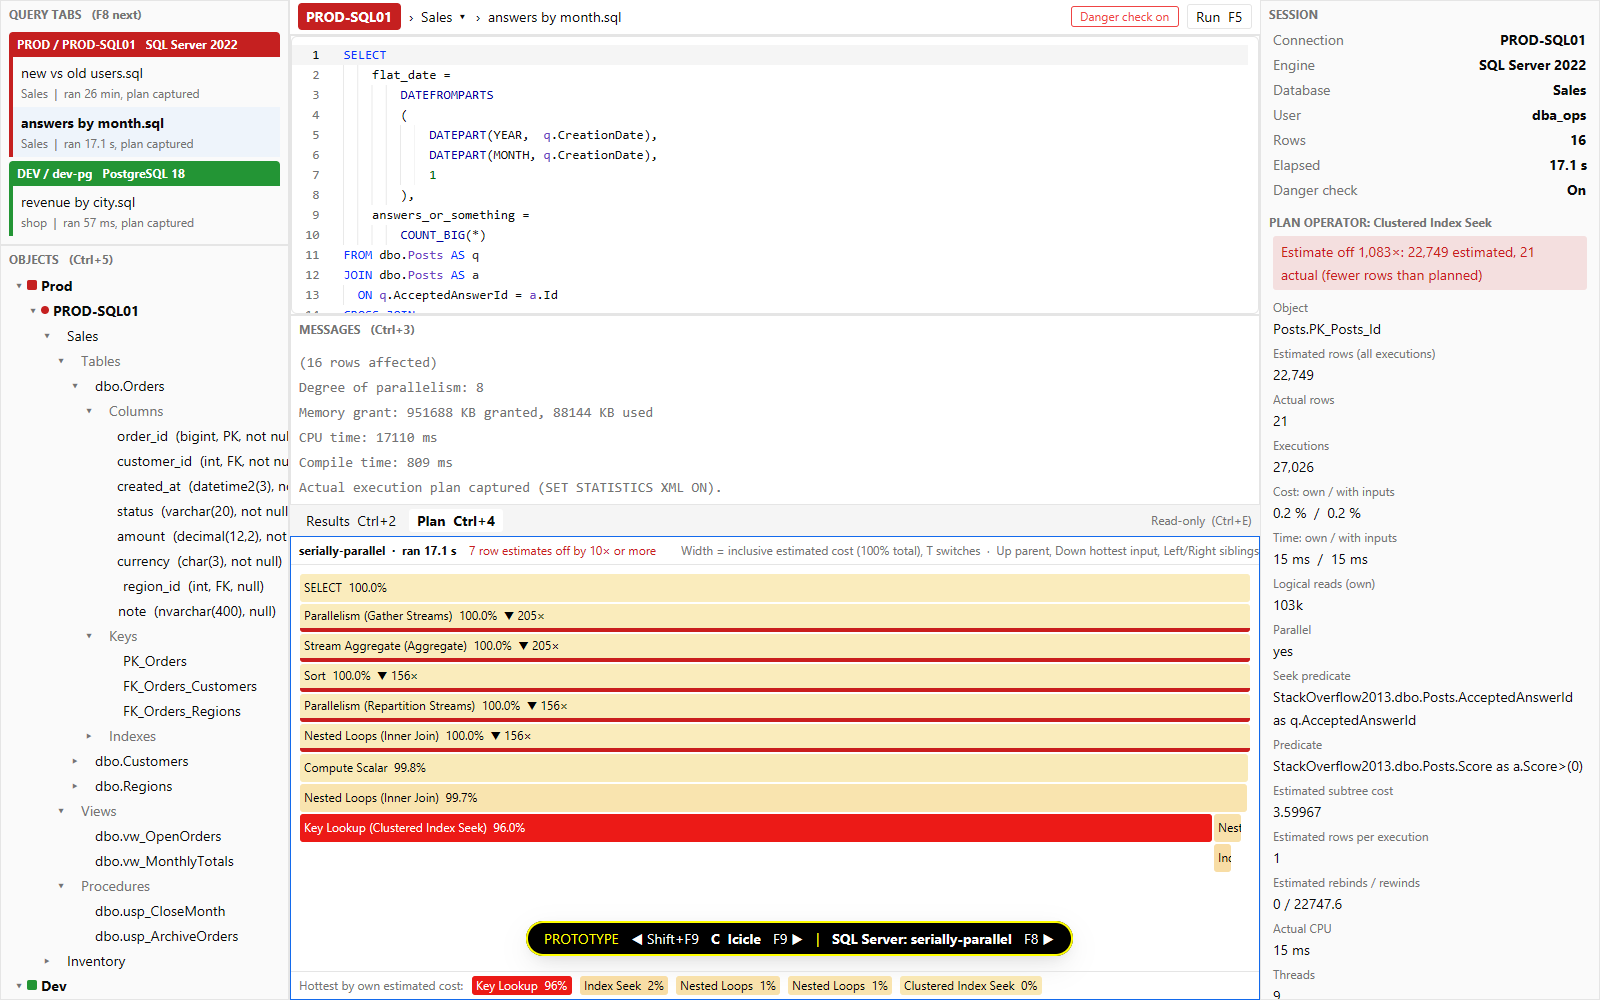 QUERY TABS (F8 next)
PROD / PROD-SQL01 SQL Server 2022
new vs old users.sql
Sales | ran 26 min, plan captured
answers by month.sql
Sales | ran 17.1 s, plan captured
DEV / dev-pg PostgreSQL 18
revenue by city.sql
shop | ran 57 ms, plan captured
OBJECTS (Ctrl+5)
Prod
PROD-SQL01
Sales
Tables
dbo.Orders
Columns
order_id (bigint, PK, not nul
customer_id (int, FK, not nu
created_at (datetime2(3), n
status (varchar(20), not null
amount (decimal(12,2), not
currency (char(3), not null)
region_id (int, FK, null)
note (nvarchar(400), null)
Keys
PK_Orders
FK_Orders_Customers
FK_Orders_Regions
Indexes
dbo.Customers
dbo.Regions
Views
dbo.vw_OpenOrders
dbo.vw_MonthlyTotals
Procedures
dbo.usp_CloseMonth
dbo.usp_ArchiveOrders
Inventory
Dev
PROD-SQL01 › Sales › answers by month.sql
Danger check on
Run F5
1 SELECT
2 flat_date =
3 DATEFROMPARTS
4 (
5 DATEPART(YEAR, q.CreationDate),
6 DATEPART(MONTH, q.CreationDate),
7 1
8 ),
9 answers_or_something =
10 COUNT_BIG(*)
11 FROM dbo.Posts AS q
12 JOIN dbo.Posts AS a
13 ON q.AcceptedAnswerId = a.Id
MESSAGES (Ctrl+3)
(16 rows affected)
Degree of parallelism: 8
Memory grant: 951688 KB granted, 88144 KB used
CPU time: 17110 ms
Compile time: 809 ms
Actual execution plan captured (SET STATISTICS XML ON).
Results Ctrl+2 Plan Ctrl+4
Read-only (Ctrl+E)
serially-parallel · ran 17.1 s 7 row estimates off by 10× or more Width = inclusive estimated cost (100% total), T switches · Up parent, Down hottest input, Left/Right siblings
SELECT 100.0%
Parallelism (Gather Streams) 100.0% ▼ 205×
Stream Aggregate (Aggregate) 100.0% ▼ 205×
Sort 100.0% ▼ 156×
Parallelism (Repartition Streams) 100.0% ▼ 156×
Nested Loops (Inner Join) 100.0% ▼ 156×
Compute Scalar 99.8%
Nested Loops (Inner Join) 99.7%
Key Lookup (Clustered Index Seek) 96.0% Nest
Inc
PROTOTYPE ◀ Shift+F9 C Icicle F9 ▶ | SQL Server: serially-parallel F8 ▶
Hottest by own estimated cost: Key Lookup 96% Index Seek 2% Nested Loops 1% Nested Loops 1% Clustered Index Seek 0%
SESSION
Connection PROD-SQL01
Engine SQL Server 2022
Database Sales
User dba_ops
Rows 16
Elapsed 17.1 s
Danger check On
PLAN OPERATOR: Clustered Index Seek
Estimate off 1,083×: 22,749 estimated, 21
actual (fewer rows than planned)
Object
Posts.PK_Posts_Id
Estimated rows (all executions)
22,749
Actual rows
21
Executions
27,026
Cost: own / with inputs
0.2 % / 0.2 %
Time: own / with inputs
15 ms / 15 ms
Logical reads (own)
103k
Parallel
yes
Seek predicate
StackOverflow2013.dbo.Posts.AcceptedAnswerId
as q.AcceptedAnswerId
Predicate
StackOverflow2013.dbo.Posts.Score as a.Score>(0)
Estimated subtree cost
3.59967
Estimated rows per execution
1
Estimated rebinds / rewinds
0 / 22747.6
Actual CPU
15 ms
Threads
9